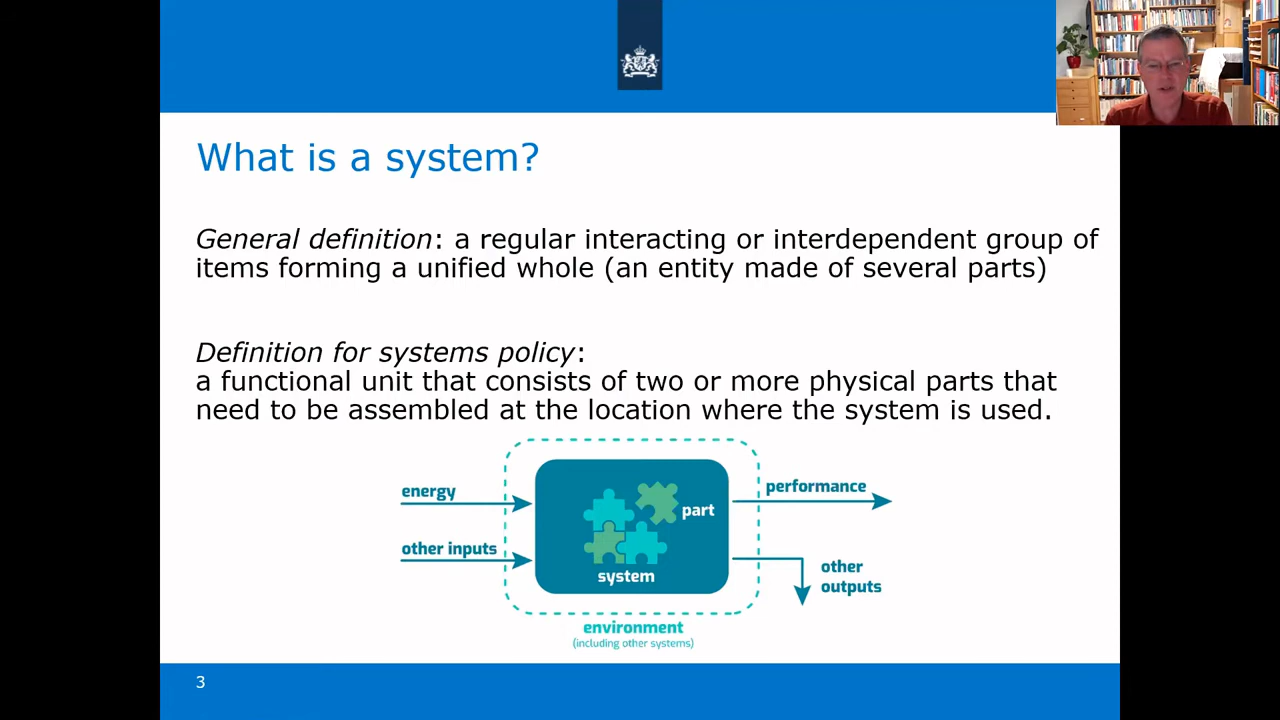 What is a system?
General definition: a regular interacting or interdependent group of
items forming a unified whole (an entity made of several parts)
Definition for systems policy:
a functional unit that consists of two or more physical parts that
need to be assembled at the location where the system is used.
energy
other inputs
part
system
performance
other
outputs
environment
(including other systems)
3